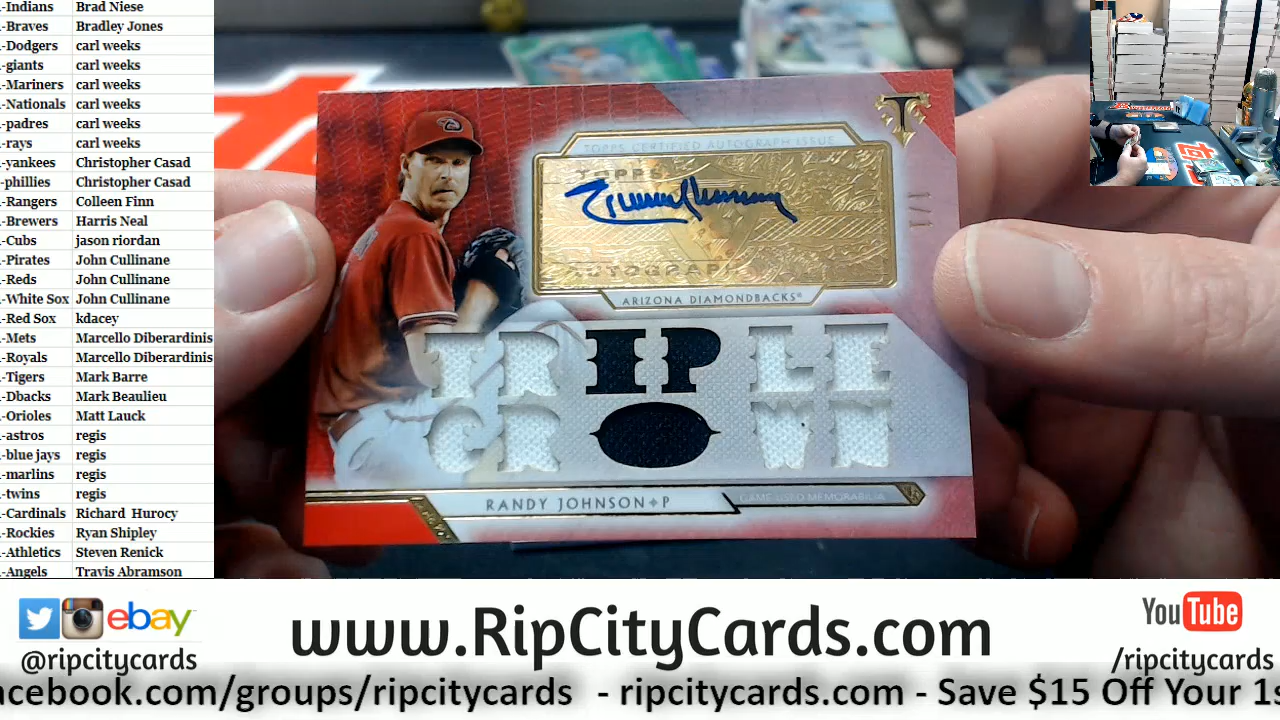 -Indians Brad Niese
-Braves Bradley Jones
-Dodgers carl weeks
-giants carl weeks
-Mariners carl weeks
-Nationals carl weeks
-padres carl weeks
-rays carl weeks
-yankees Christopher Casad
-phillies Christopher Casad
-Rangers Colleen Finn
-Brewers Harris Neal
-Cubs jason riordan
-Pirates John Cullinane
-Reds John Cullinane
-White Sox John Cullinane
-Red Sox kdacey
-Mets Marcello Diberardinis
-Royals Marcello Diberardinis
-Tigers Mark Barre
-Dbacks Mark Beaulieu
-Orioles Matt Lauck
-astros regis
-blue jays regis
-marlins regis
-twins regis
-Cardinals Richard Hurocy
-Rockies Ryan Shipley
-Athletics Steven Renick
-Angels Travis Abramson
TOPPS CERTIFIED AUTOGRAPH ISSUE
TOPPS
AUTOGRAPH
ARIZONA DIAMONDBACKS®
1/1
TRIPLE
CROWN
RANDY JOHNSON P
GAME USED MEMORABILIA
ebay
@ripcitycards
www.RipCityCards.com
YouTube
/ripcitycards
acebook.com/groups/ripcitycards - ripcitycards.com - Save $15 Off Your 1s